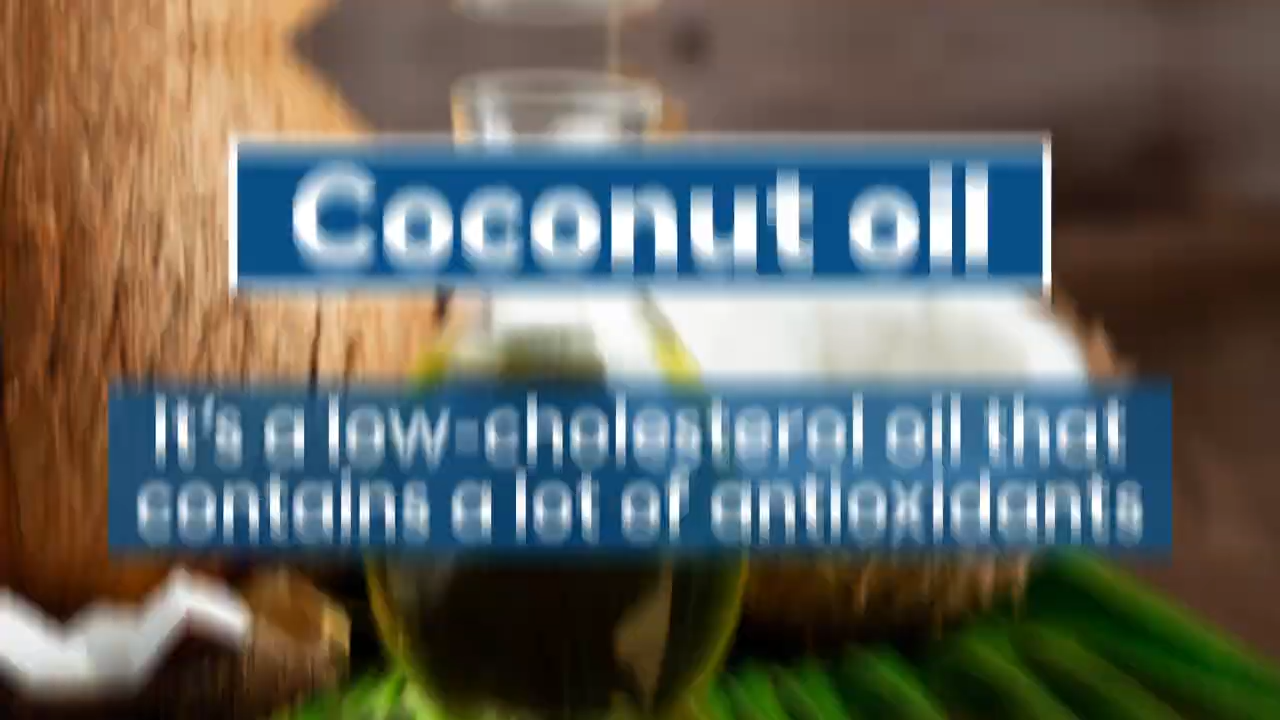 Coconut oil
It's a low-cholesterol oil that
contains a lot of antioxidants